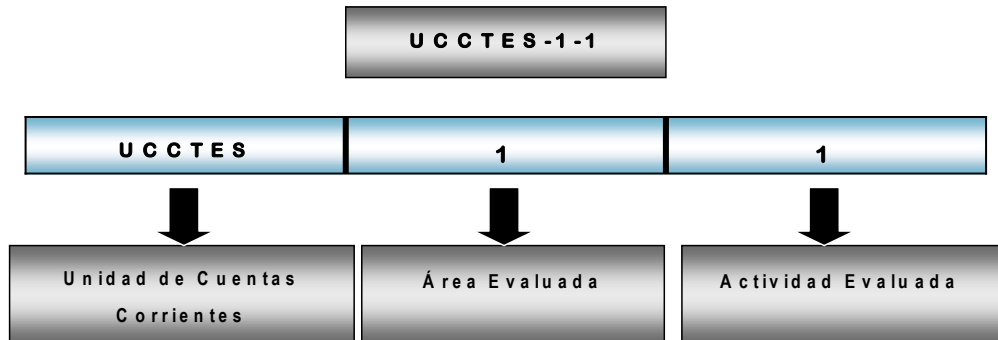 UCCTES-1-1
UCCTES 1 1
Unidad de Cuentas Área Evaluada Actividad Evaluada
Corrientes